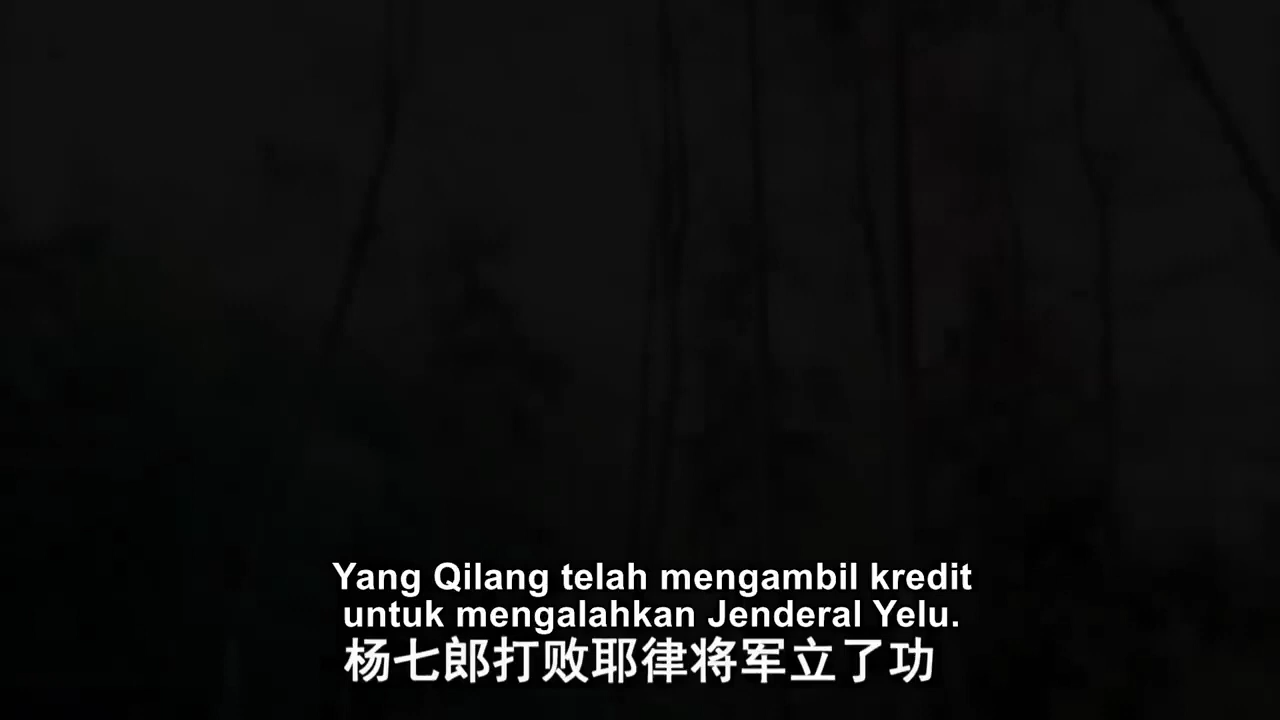 Yang Qilang telah mengambil kredit
untuk mengalahkan Jenderal Yelu.
杨七郎打败耶律将军立了功